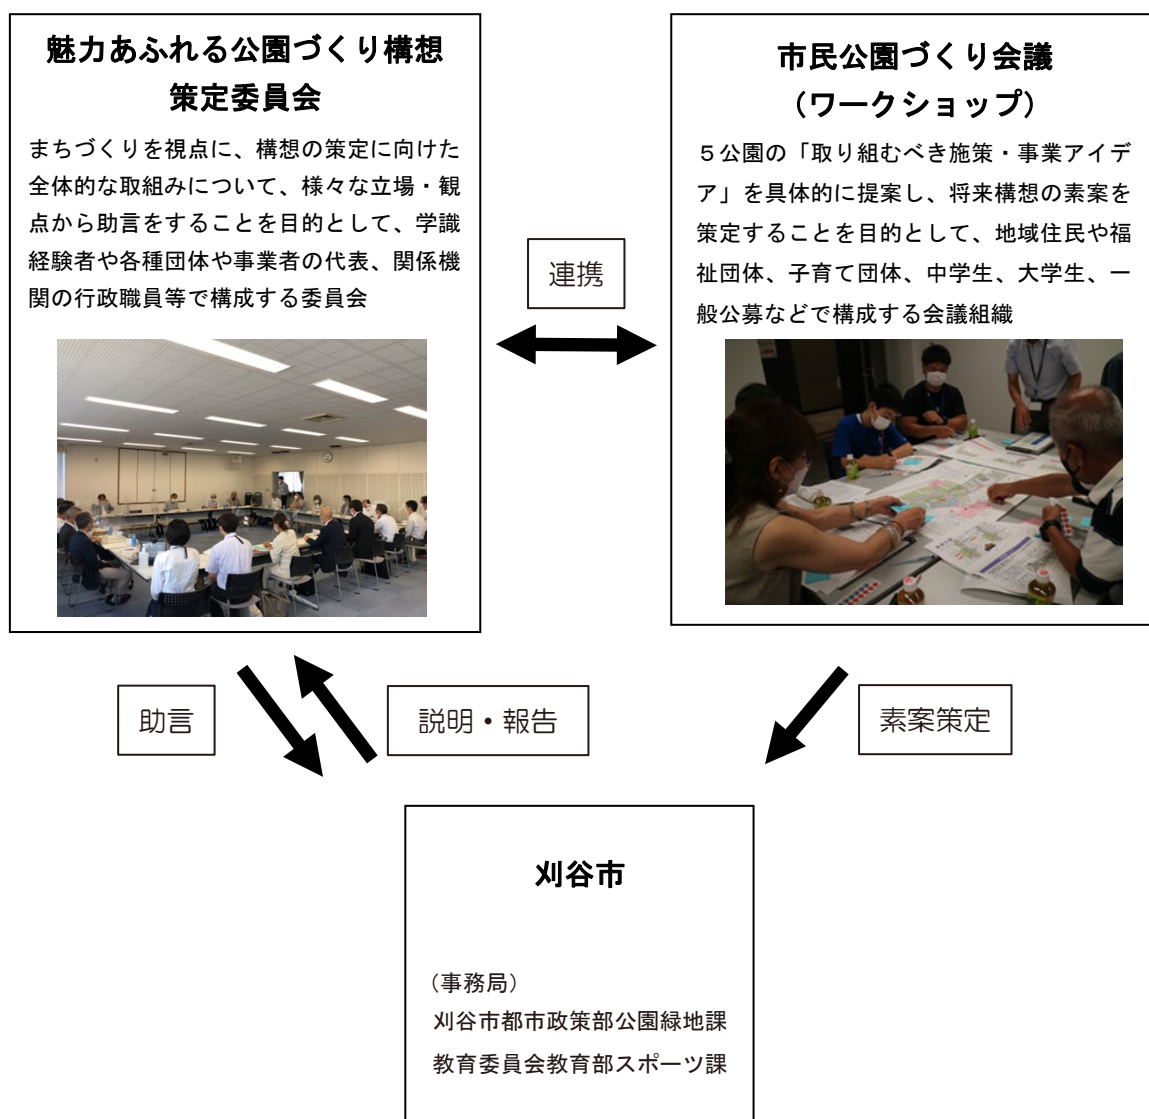 魅力あふれる公園づくり構想
策定委員会
まちづくりを視点に、構想の策定に向けた
全体的な取組みについて、様々な立場・観
点から助言をすることを目的として、学識
経験者や各種団体や事業者の代表、関係機
関の行政職員等で構成する委員会
連携
市民公園づくり会議
（ワークショップ）
５公園の「取り組むべき施策・事業アイデ
ア」を具体的に提案し、将来構想の素案を
策定することを目的として、地域住民や福
祉団体、子育て団体、中学生、大学生、一
般公募などで構成する会議組織
助言
説明・報告
素案策定
刈谷市
（事務局）
刈谷市都市政策部公園緑地課
教育委員会教育部スポーツ課